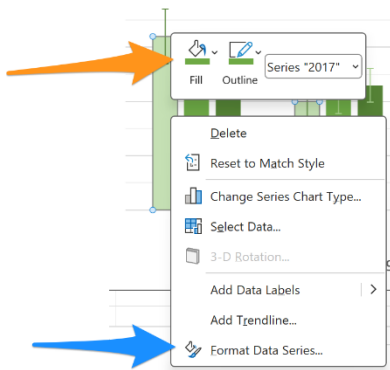 Fill Outline Series "2017"
Delete
Reset to Match Style
Change Series Chart Type...
Select Data...
3-D Rotation...
Add Data Labels
Add Trendline...
Format Data Series...